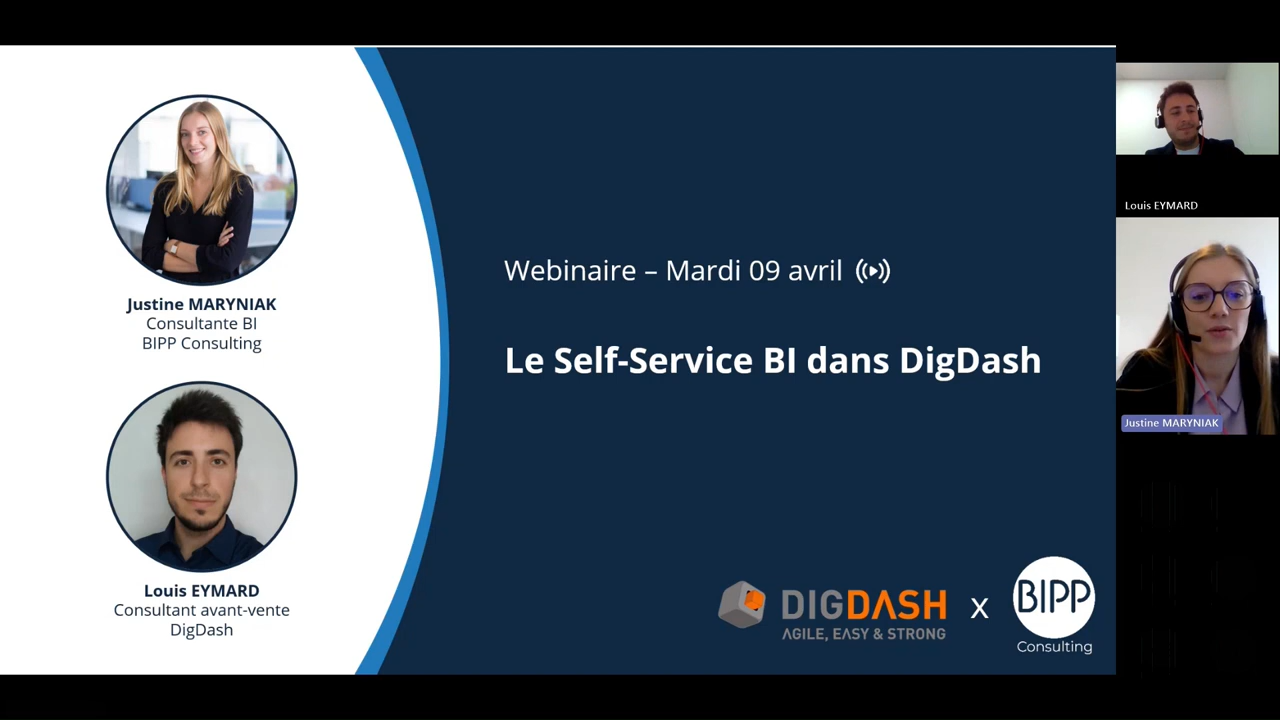 Justine MARYNIAK
Consultante BI
BIPP Consulting
Louis EYMARD
Consultant avant-vente
DigDash
Webinaire – Mardi 09 avril
Le Self-Service BI dans DigDash
DIGDASH
AGILE, EASY & STRONG
X
BIPP
Consulting
Louis EYMARD
Justine MARYNIAK